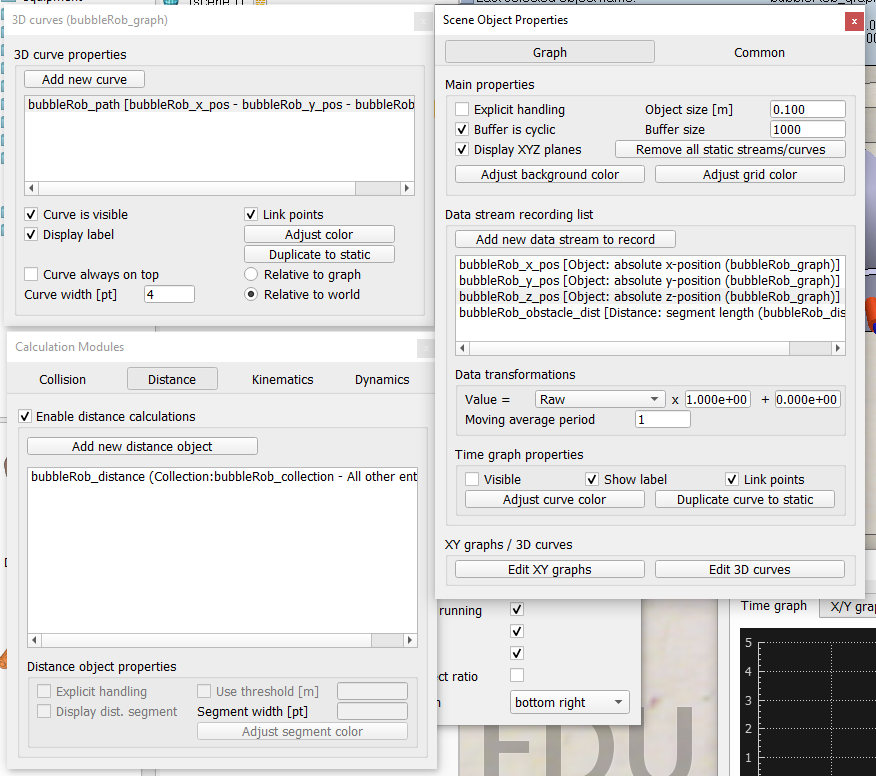 3D curves (bubbleRob_graph)
x
3D curve properties
Add new curve
bubbleRob_path [bubbleRob_x_pos - bubbleRob_y_pos - bubbleRob
Curve is visible
Link points
Display label
Adjust color
Duplicate to static
Curve always on top
Relative to graph
Curve width [pt]
4
Relative to world
Calculation Modules
x
Collision
Distance
Kinematics
Dynamics
Enable distance calculations
Add new distance object
bubbleRob_distance (Collection:bubbleRob_collection - All other ent
Distance object properties
Explicit handling
Use threshold [m]
Display dist. segment
Segment width [pt]
Adjust segment color
Scene Object Properties
x
Graph
Common
Main properties
Explicit handling
Object size [m]
0.100
Buffer is cyclic
Buffer size
1000
Display XYZ planes
Remove all static streams/curves
Adjust background color
Adjust grid color
Data stream recording list
Add new data stream to record
bubbleRob_x_pos [Object: absolute x-position (bubbleRob_graph)]
bubbleRob_y_pos [Object: absolute y-position (bubbleRob_graph)]
bubbleRob_z_pos [Object: absolute z-position (bubbleRob_graph)]
bubbleRob_obstacle_dist [Distance: segment length (bubbleRob_dis
Data transformations
Value =
Raw
x
1.000e+00
+
0.000e+00
Moving average period
1
Time graph properties
Visible
Show label
Link points
Adjust curve color
Duplicate curve to static
XY graphs / 3D curves
Edit XY graphs
Edit 3D curves
running
ct ratio
bottom right
EDU
Time graph
X/Y grap
5
4
3
2
1